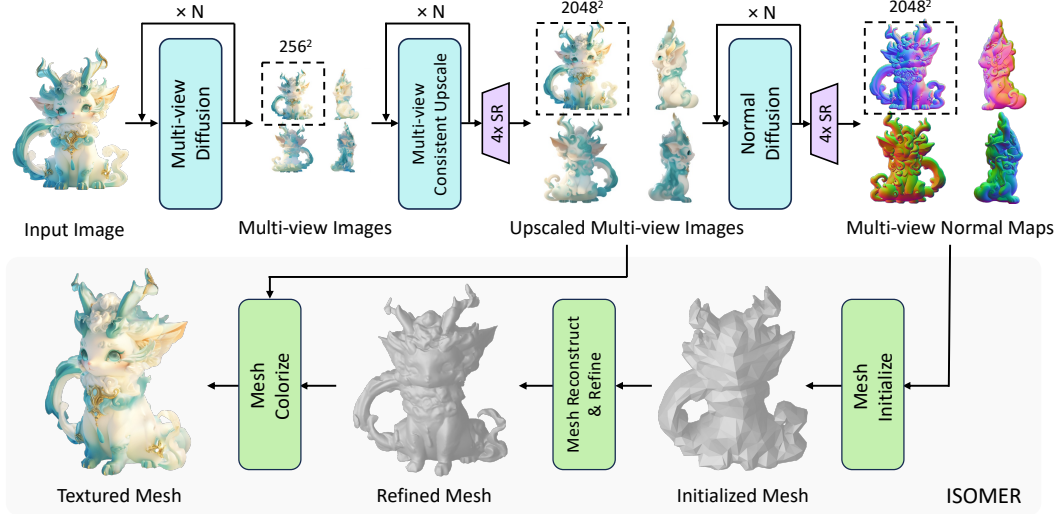 × N
× N
2048²
× N
2048²
256²
Multi-view
Diffusion
Multi-view
Consistent Upscale
4x SR
Normal
Diffusion
4x SR
Input Image
Multi-view Images
Upscaled Multi-view Images
Multi-view Normal Maps
Mesh
Colorize
Mesh Reconstruct
& Refine
Mesh
Initialize
Textured Mesh
Refined Mesh
Initialized Mesh
ISOMER